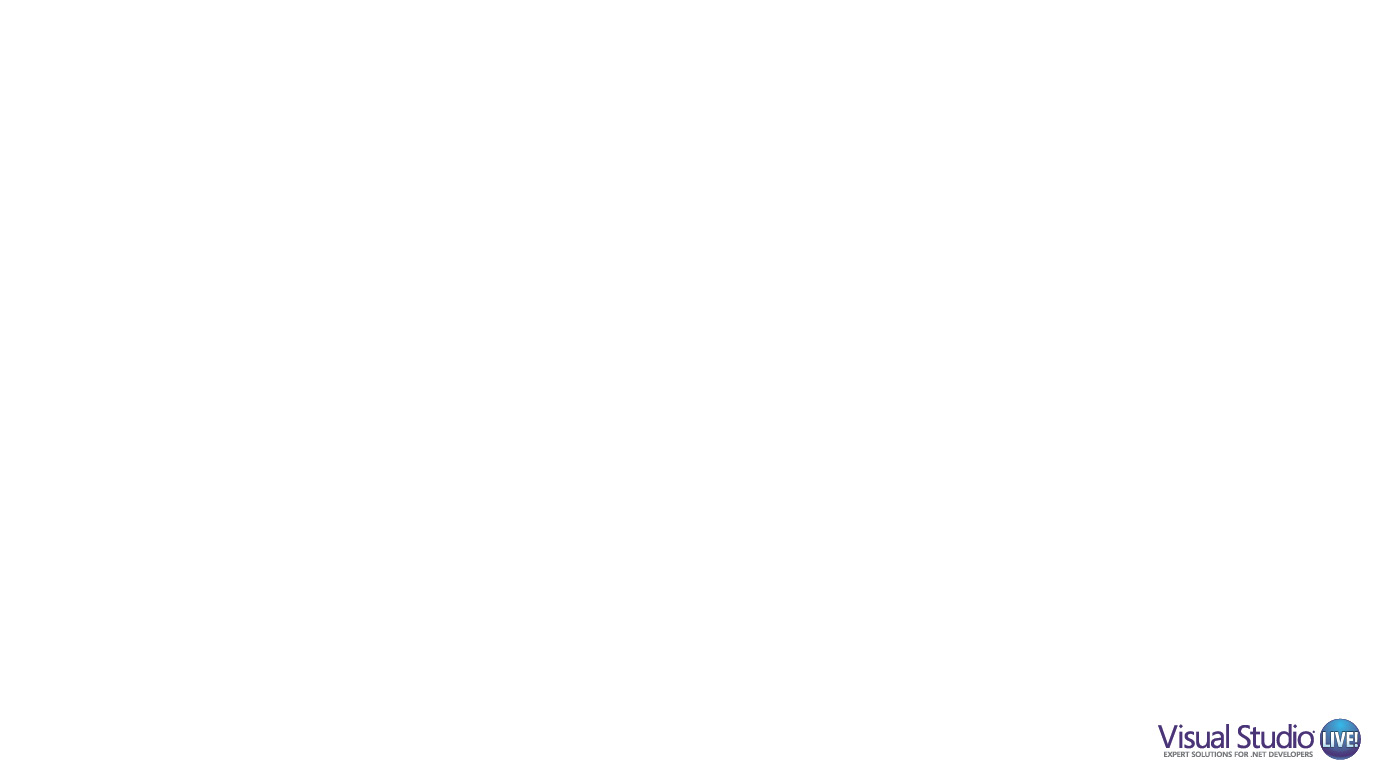 Visual Studio LIVE!
EXPERT SOLUTIONS FOR .NET DEVELOPERS